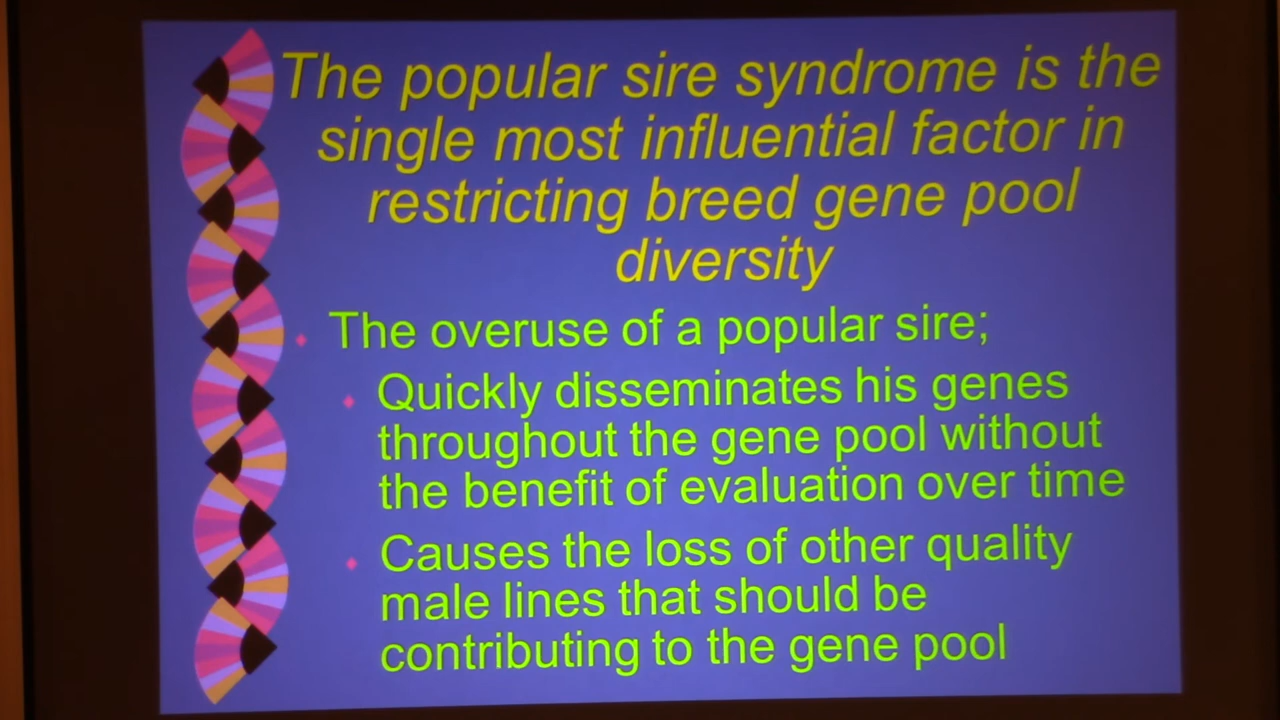 The popular sire syndrome is the
single most influential factor in
restricting breed gene pool
diversity
The overuse of a popular sire;
Quickly disseminates his genes
throughout the gene pool without
the benefit of evaluation over time
Causes the loss of other quality
male lines that should be
contributing to the gene pool